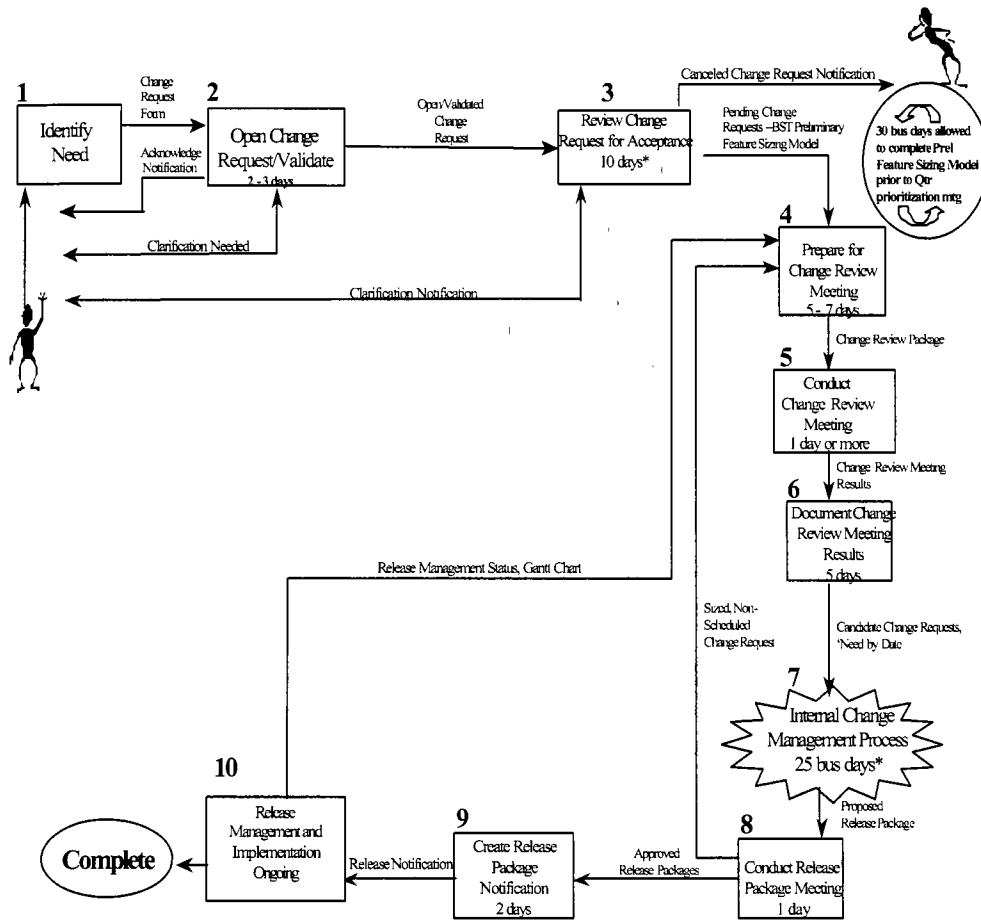 1
Identify
Need
Change
Request
Form
Acknowledge
Notification
2
Open Change
Request/Validate
2 - 3 days
Open/Validated
Change
Request
3
Review Change
Request for Acceptance
10 days*
Canceled Change Request Notification
Pending Change
Requests –BST Preliminary
Feature Sizing Model
30 bus days allowed
to complete Prel
Feature Sizing Model
prior to Qtr
prioritization mtg
Clarification Needed
Clarification Notification
4
Prepare for
Change Review
Meeting
5 - 7 days
Change Review Package
5
Conduct
Change Review
Meeting
1 day or more
Change Review Meeting
Results
6
Document Change
Review Meeting
Results
5 days
Release Management Status, Gantt Chart
Sized, Non-
Scheduled
Change Request
Candidate Change Requests,
'Need by Date
7
Internal Change
Management Process
25 bus days*
Proposed
Release Package
8
Conduct Release
Package Meeting
1 day
Approved
Release Packages
9
Create Release
Package
Notification
2 days
Release Notification
10
Release
Management and
Implementation
Ongoing
Complete